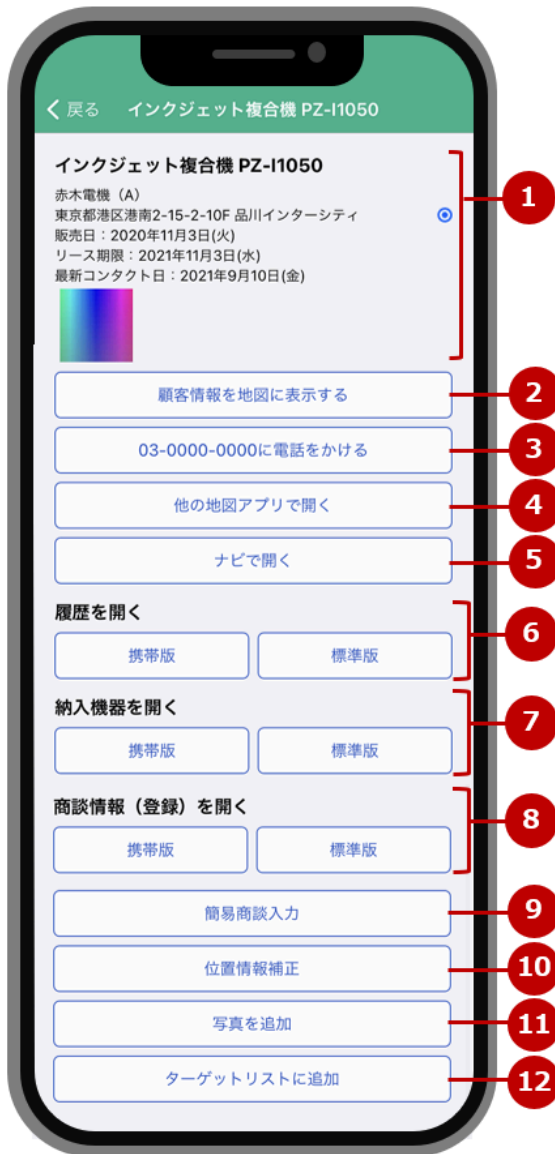 戻る インクジェット複合機 PZ-I1050
インクジェット複合機 PZ-I1050
赤木電機（A）
東京都港区港南2-15-2-10F 品川インターシティ
販売日：2020年11月3日(火)
リース期限：2021年11月3日(水)
最新コンタクト日：2021年9月10日(金)
1
顧客情報を地図に表示する
2
03-0000-0000に電話をかける
3
他の地図アプリで開く
4
ナビで開く
5
履歴を開く
携帯版 標準版
6
納入機器を開く
携帯版 標準版
7
商談情報（登録）を開く
携帯版 標準版
8
簡易商談入力
9
位置情報補正
10
写真を追加
11
ターゲットリストに追加
12